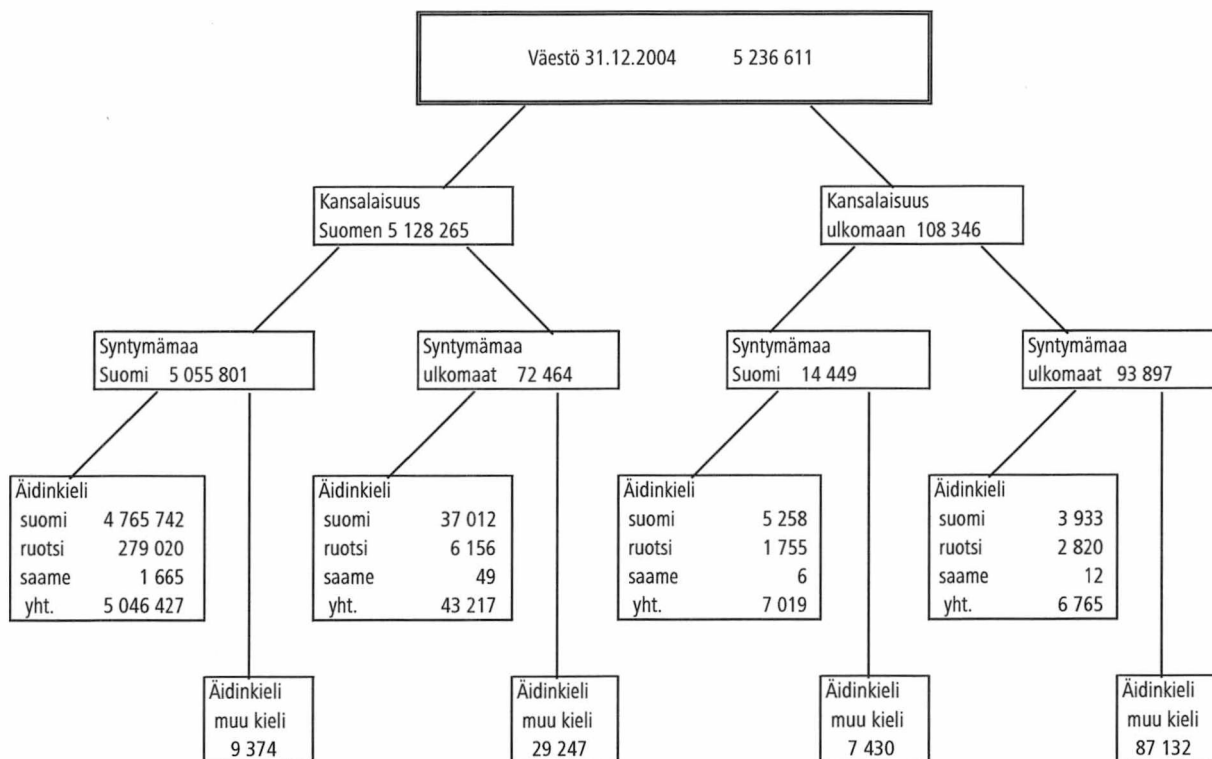 Väestö 31.12.2004 5 236 611
Kansalaisuus
Suomen 5 128 265
Kansalaisuus
ulkomaan 108 346
Syntymämaa
Suomi 5 055 801
Syntymämaa
ulkomaat 72 464
Syntymämaa
Suomi 14 449
Syntymämaa
ulkomaat 93 897
Äidinkieli
suomi 4 765 742
ruotsi 279 020
saame 1 665
yht. 5 046 427
Äidinkieli
suomi 37 012
ruotsi 6 156
saame 49
yht. 43 217
Äidinkieli
suomi 5 258
ruotsi 1 755
saame 6
yht. 7 019
Äidinkieli
suomi 3 933
ruotsi 2 820
saame 12
yht. 6 765
Äidinkieli
muu kieli
9 374
Äidinkieli
muu kieli
29 247
Äidinkieli
muu kieli
7 430
Äidinkieli
muu kieli
87 132